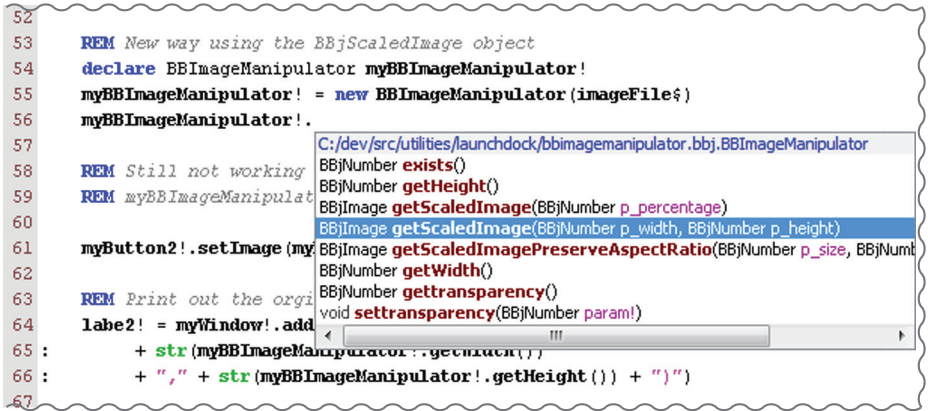 52
53 REM New way using the BBjScaledImage object
54 declare BBImageManipulator myBBImageManipulator!
55 myBBImageManipulator! = new BBImageManipulator(imageFile$)
56 myBBImageManipulator!.
57
C:/dev/src/utilities/launchdock/bbimagemanipulator.bbj.BBImageManipulator
BBjNumber exists()
BBjNumber getHeight()
BBjImage getScaledImage(BBjNumber p_percentage)
BBjImage getScaledImage(BBjNumber p_width, BBjNumber p_height)
BBjImage getScaledImagePreserveAspectRatio(BBjNumber p_size, BBjNumb
BBjNumber getWidth()
BBjNumber gettransparency()
void settransparency(BBjNumber param!)
58 REM Still not working
59 REM myBBImageManipulat
60
61 myButton2!.setImage(my
62
63 REM Print out the orgi
64 labe2! = myWindow!.add
65 : + str(myBBImageManipulator!.getWidth())
66 : + "," + str(myBBImageManipulator!.getHeight()) + ")")
67